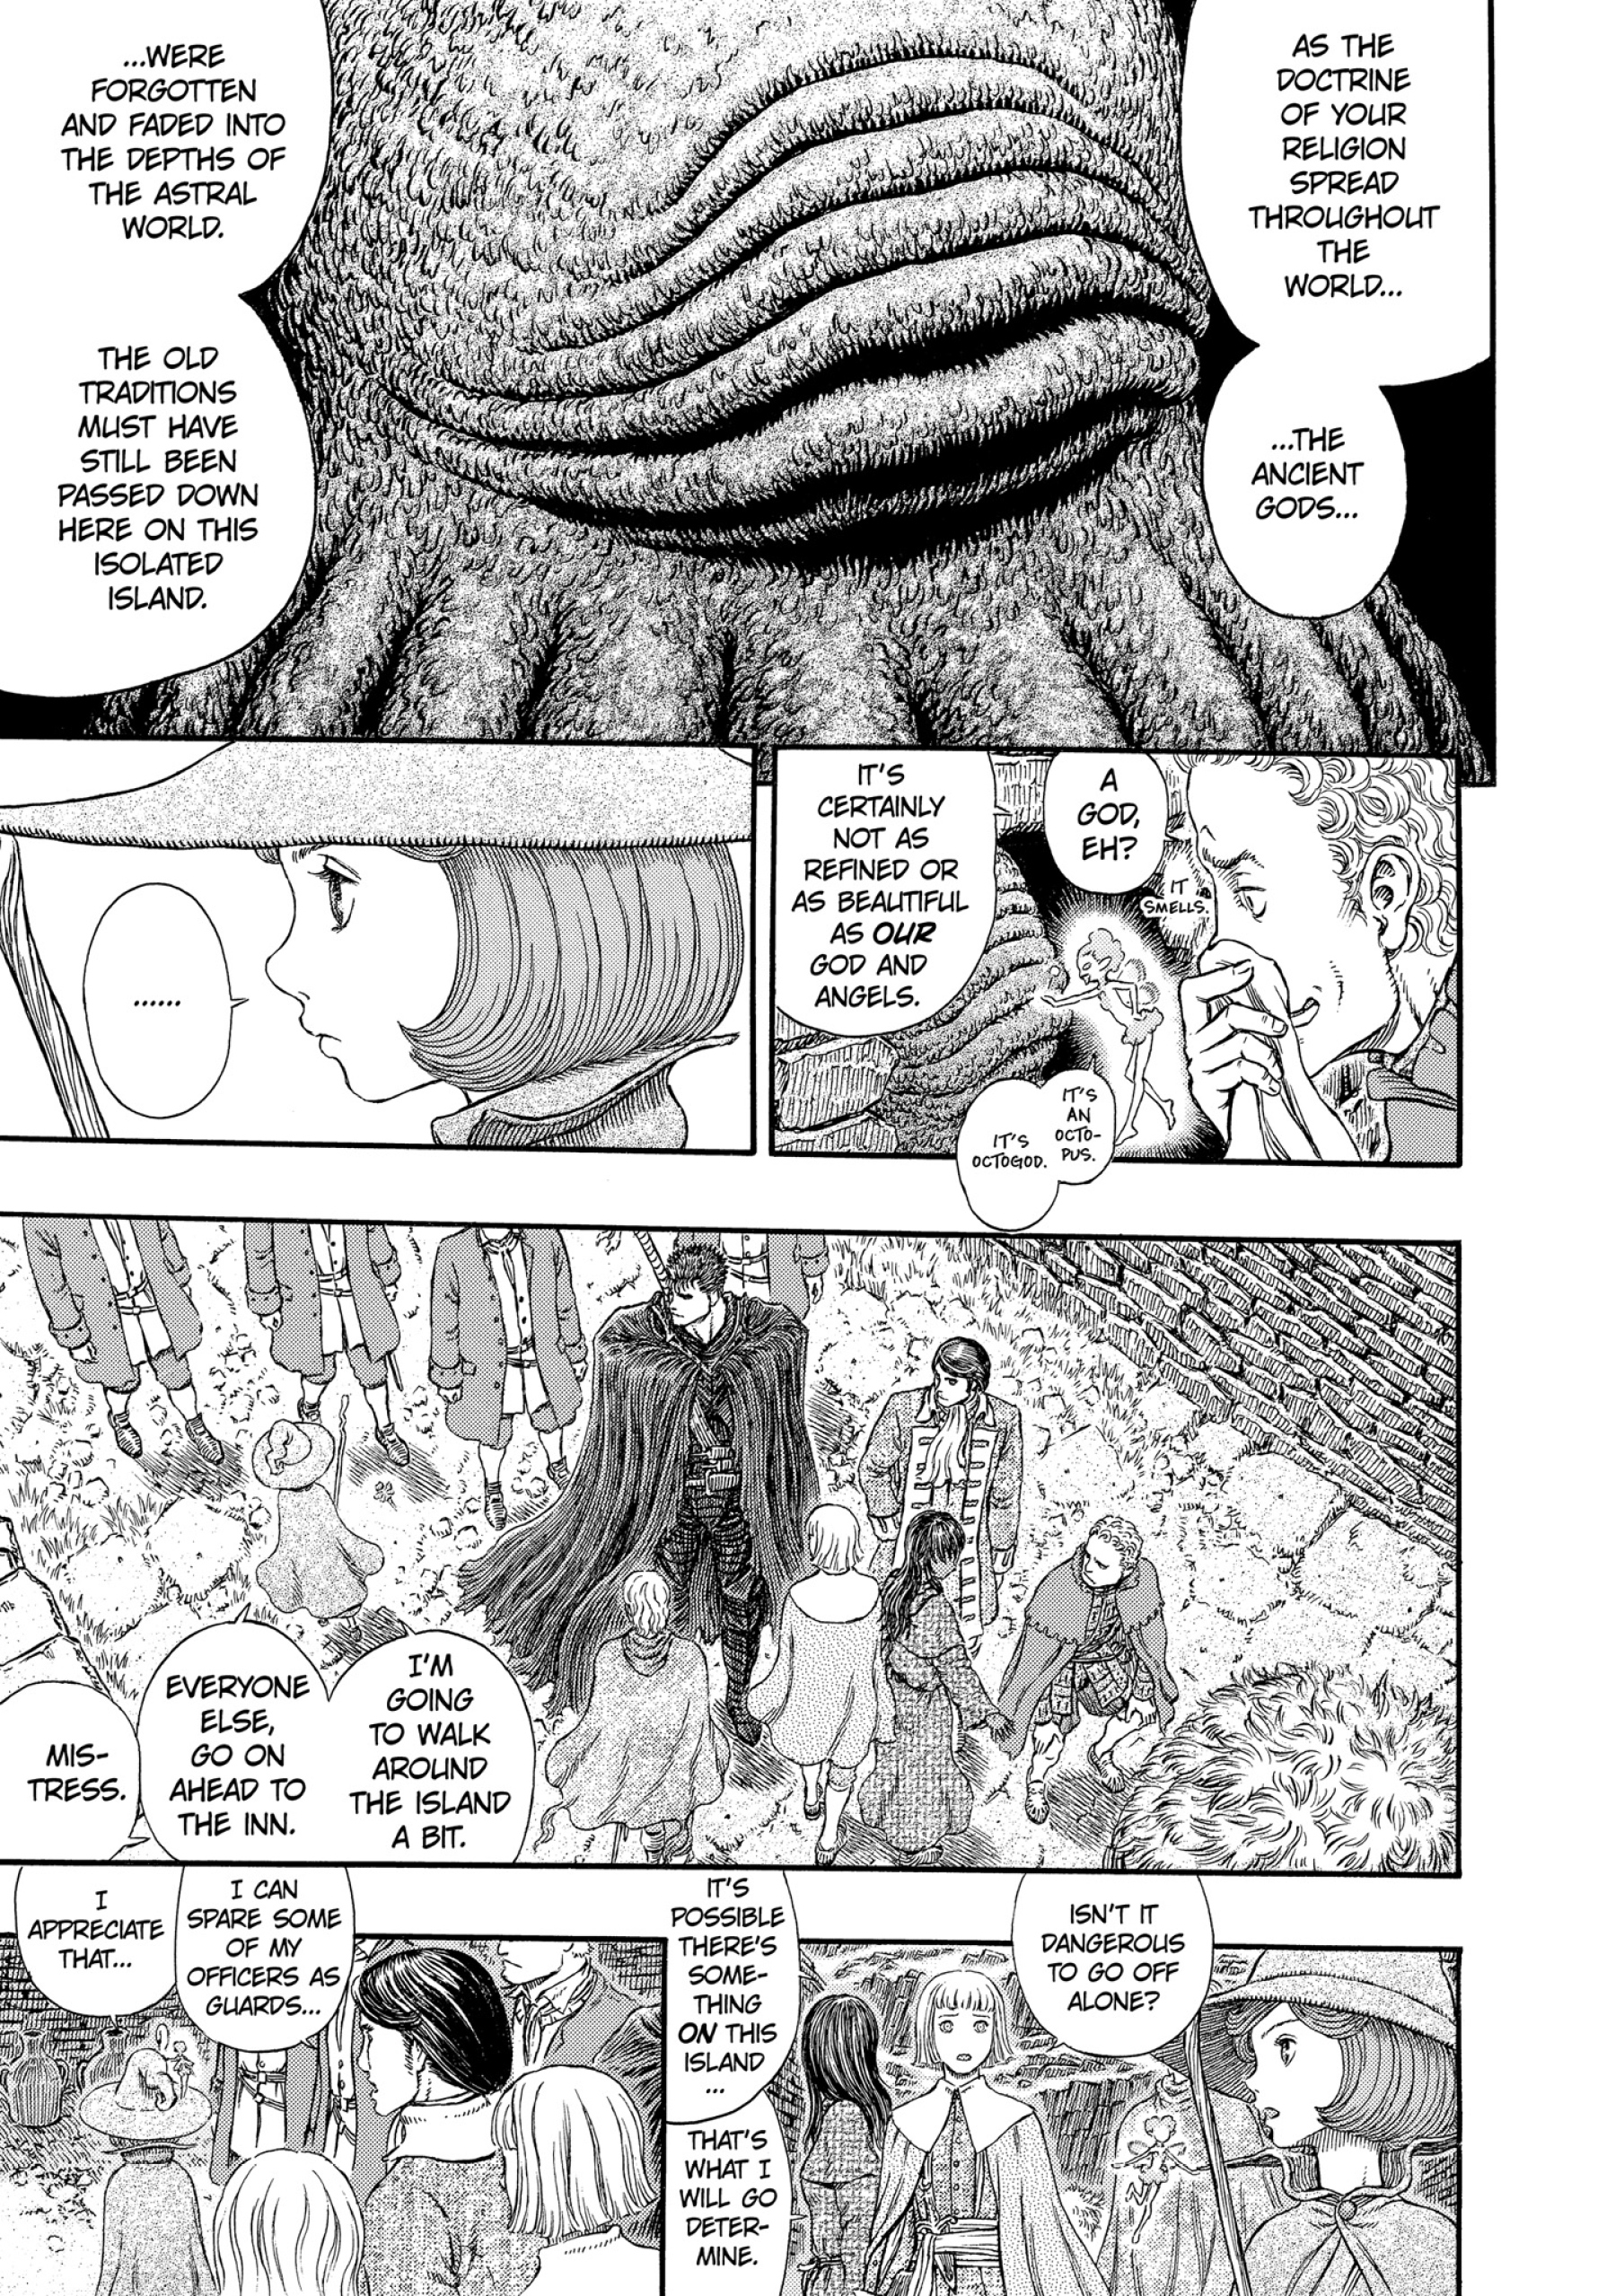 AS THE
DOCTRINE
OF YOUR
RELIGION
SPREAD
THROUGHOUT
THE
WORLD...
...THE
ANCIENT
GODS...
...WERE
FORGOTTEN
AND FADED INTO
THE DEPTHS OF
THE ASTRAL
WORLD.
THE OLD
TRADITIONS
MUST HAVE
STILL BEEN
PASSED DOWN
HERE ON THIS
ISOLATED
ISLAND.
A
GOD,
EH?
IT
SMELLS.
IT'S
CERTAINLY
NOT AS
REFINED OR
AS BEAUTIFUL
AS OUR
GOD AND
ANGELS.
IT'S
AN
OCTO-
PUS.
IT'S
OCTOGOD.
......
I'M
GOING
TO WALK
AROUND
THE ISLAND
A BIT.
EVERYONE
ELSE,
GO ON
AHEAD TO
THE INN.
MIS-
TRESS.
ISN'T IT
DANGEROUS
TO GO OFF
ALONE?
IT'S
POSSIBLE
THERE'S
SOME-
THING
ON THIS
ISLAND
...
THAT'S
WHAT I
WILL GO
DETER-
MINE.
I CAN
SPARE SOME
OF MY
OFFICERS AS
GUARDS...
I
APPRECIATE
THAT...